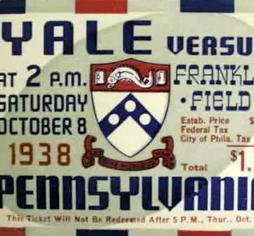 YALE VERSU
AT 2 P.M.
SATURDAY
OCTOBER 8
1938
FRANKL
·FIELD
Estab. Price $
Federal Tax
City of Phila. Tax
Total $1.
PENNSYLVANI
This Ticket Will Not Be Redeemed After 5 P.M., Thur., Oct.